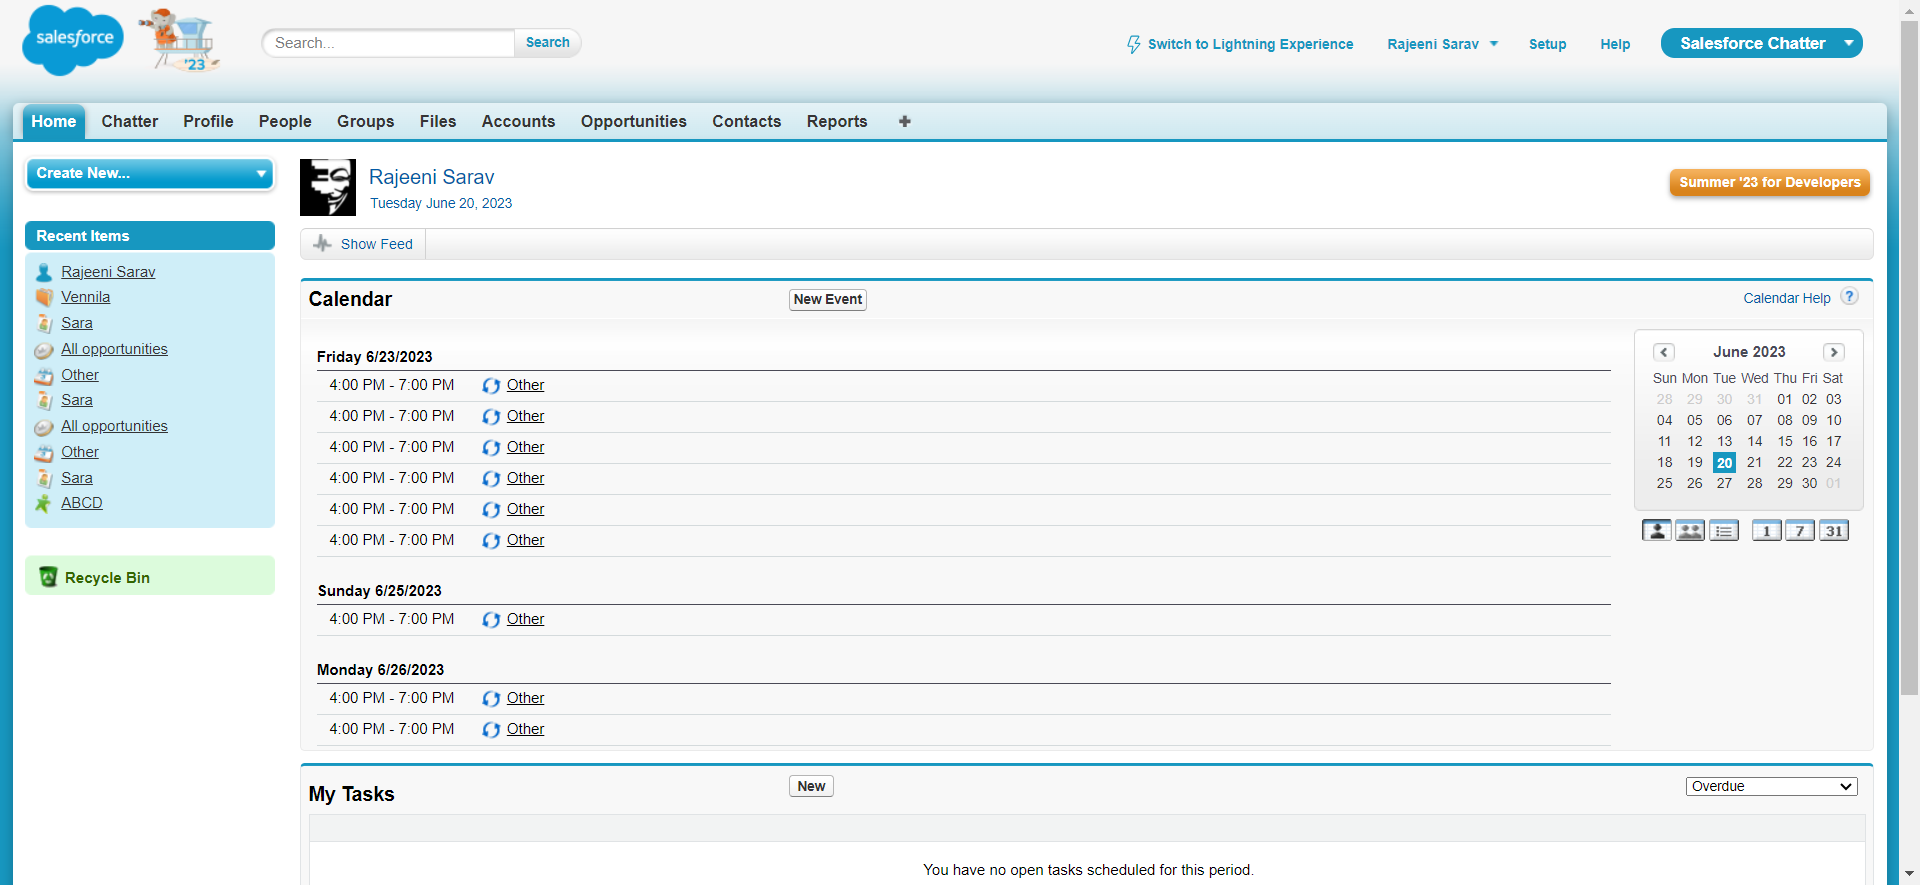 salesforce
'23
Search...
Search
Switch to Lightning Experience
Rajeeni Sarav
Setup
Help
Salesforce Chatter
Home
Chatter
Profile
People
Groups
Files
Accounts
Opportunities
Contacts
Reports
Create New...
Recent Items
Rajeeni Sarav
Vennila
Sara
All opportunities
Other
Sara
All opportunities
Other
Sara
ABCD
Recycle Bin
Rajeeni Sarav
Tuesday June 20, 2023
Summer '23 for Developers
Show Feed
Calendar
New Event
Calendar Help ?
Friday 6/23/2023
4:00 PM - 7:00 PM Other
4:00 PM - 7:00 PM Other
4:00 PM - 7:00 PM Other
4:00 PM - 7:00 PM Other
4:00 PM - 7:00 PM Other
4:00 PM - 7:00 PM Other
Sunday 6/25/2023
4:00 PM - 7:00 PM Other
Monday 6/26/2023
4:00 PM - 7:00 PM Other
4:00 PM - 7:00 PM Other
June 2023
Sun Mon Tue Wed Thu Fri Sat
28 29 30 31 01 02 03
04 05 06 07 08 09 10
11 12 13 14 15 16 17
18 19 20 21 22 23 24
25 26 27 28 29 30 01
1 7 31
My Tasks
New
Overdue
You have no open tasks scheduled for this period.